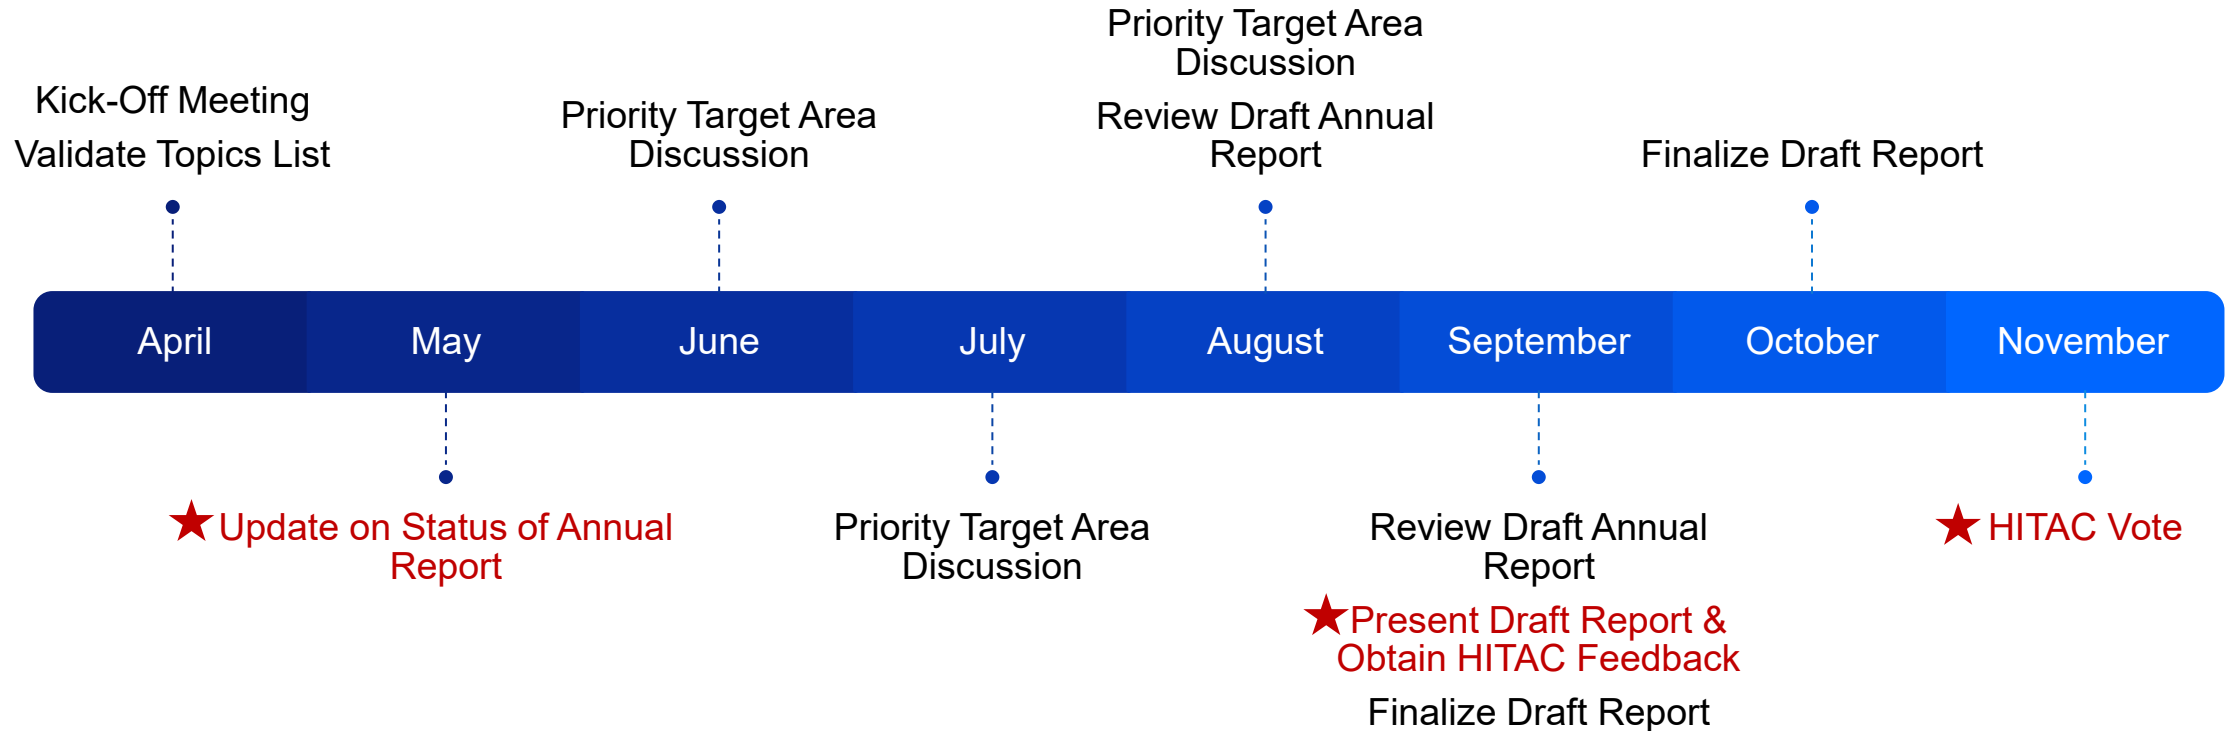 Kick-Off Meeting
Validate Topics List
Priority Target Area
Discussion
Priority Target Area
Discussion
Review Draft Annual
Report
Finalize Draft Report
April
May
June
July
August
September
October
November
Update on Status of Annual
Report
Priority Target Area
Discussion
Review Draft Annual
Report
Present Draft Report &
Obtain HITAC Feedback
Finalize Draft Report
HITAC Vote